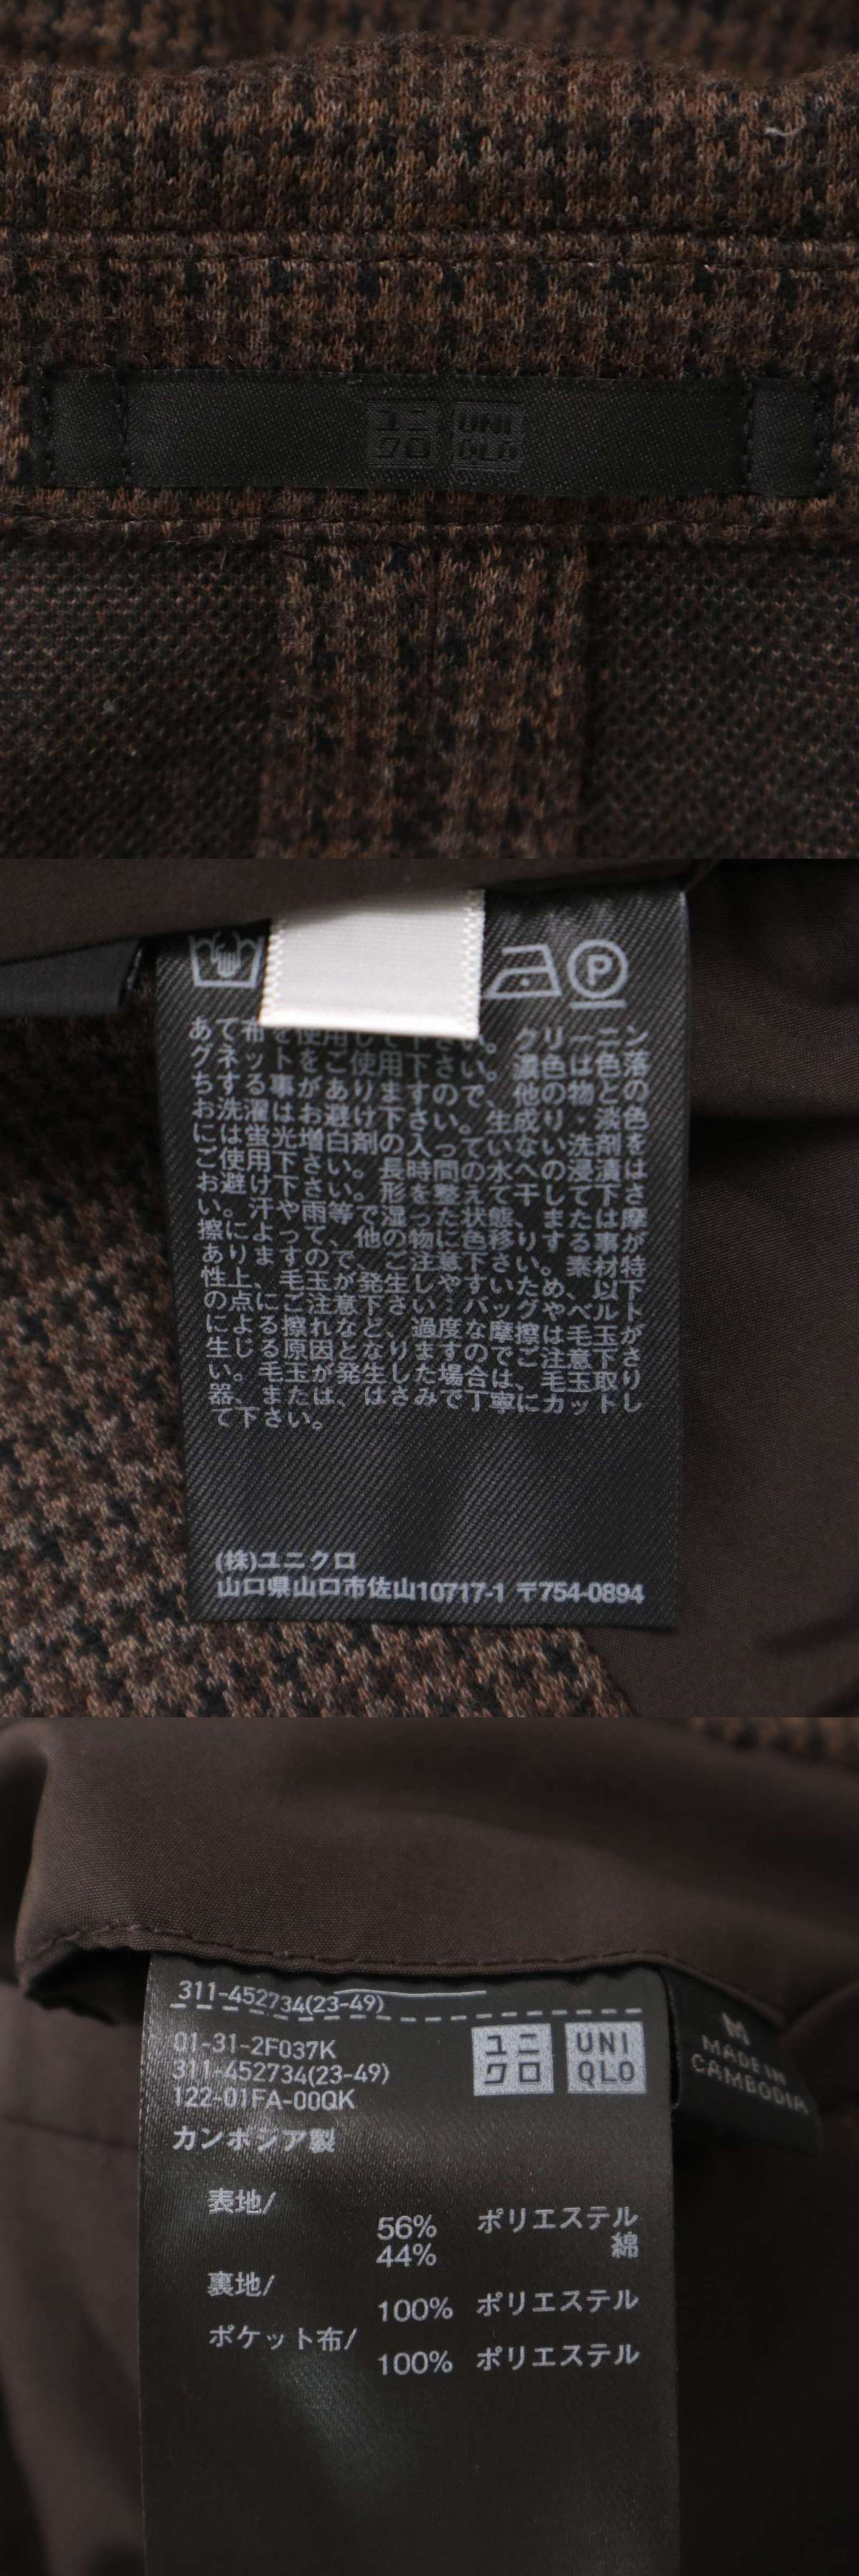 ユニクロ UNIQLO
P
あて布を使用して下さい。クリーニン
グネットをご使用下さい。濃色は色落
ちする事がありますので、他の物との
お洗濯はお避け下さい。生成り・淡色
には蛍光増白剤の入っていない洗剤を
ご使用下さい。長時間の水への浸漬は
お避け下さい。形を整えて干して下さ
い。汗や雨等で湿った状態、または摩
擦によって、他の物に色移りする事が
ありますので、ご注意下さい。素材特
性上、毛玉が発生しやすいため、以下
の点にご注意下さい：バッグやベルト
による擦れなど、過度な摩擦は毛玉が
生じる原因となりますのでご注意下さ
い。毛玉が発生した場合は、毛玉取り
器、または、はさみで丁寧にカットし
て下さい。
(株)ユニクロ
山口県山口市佐山10717-1 〒754-0894
311-452734(23-49)
01-31-2F037K
311-452734(23-49)
122-01FA-00QK
カンボジア製
ユニクロ UNIQLO
M
MADE IN
CAMBODIA
表地/
56% ポリエステル
44% 綿
裏地/
100% ポリエステル
ポケット布/
100% ポリエステル